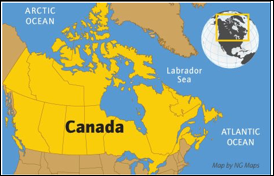 ARCTIC
OCEAN
Labrador
Sea
Canada
ATLANTIC
OCEAN
Map by NG Maps